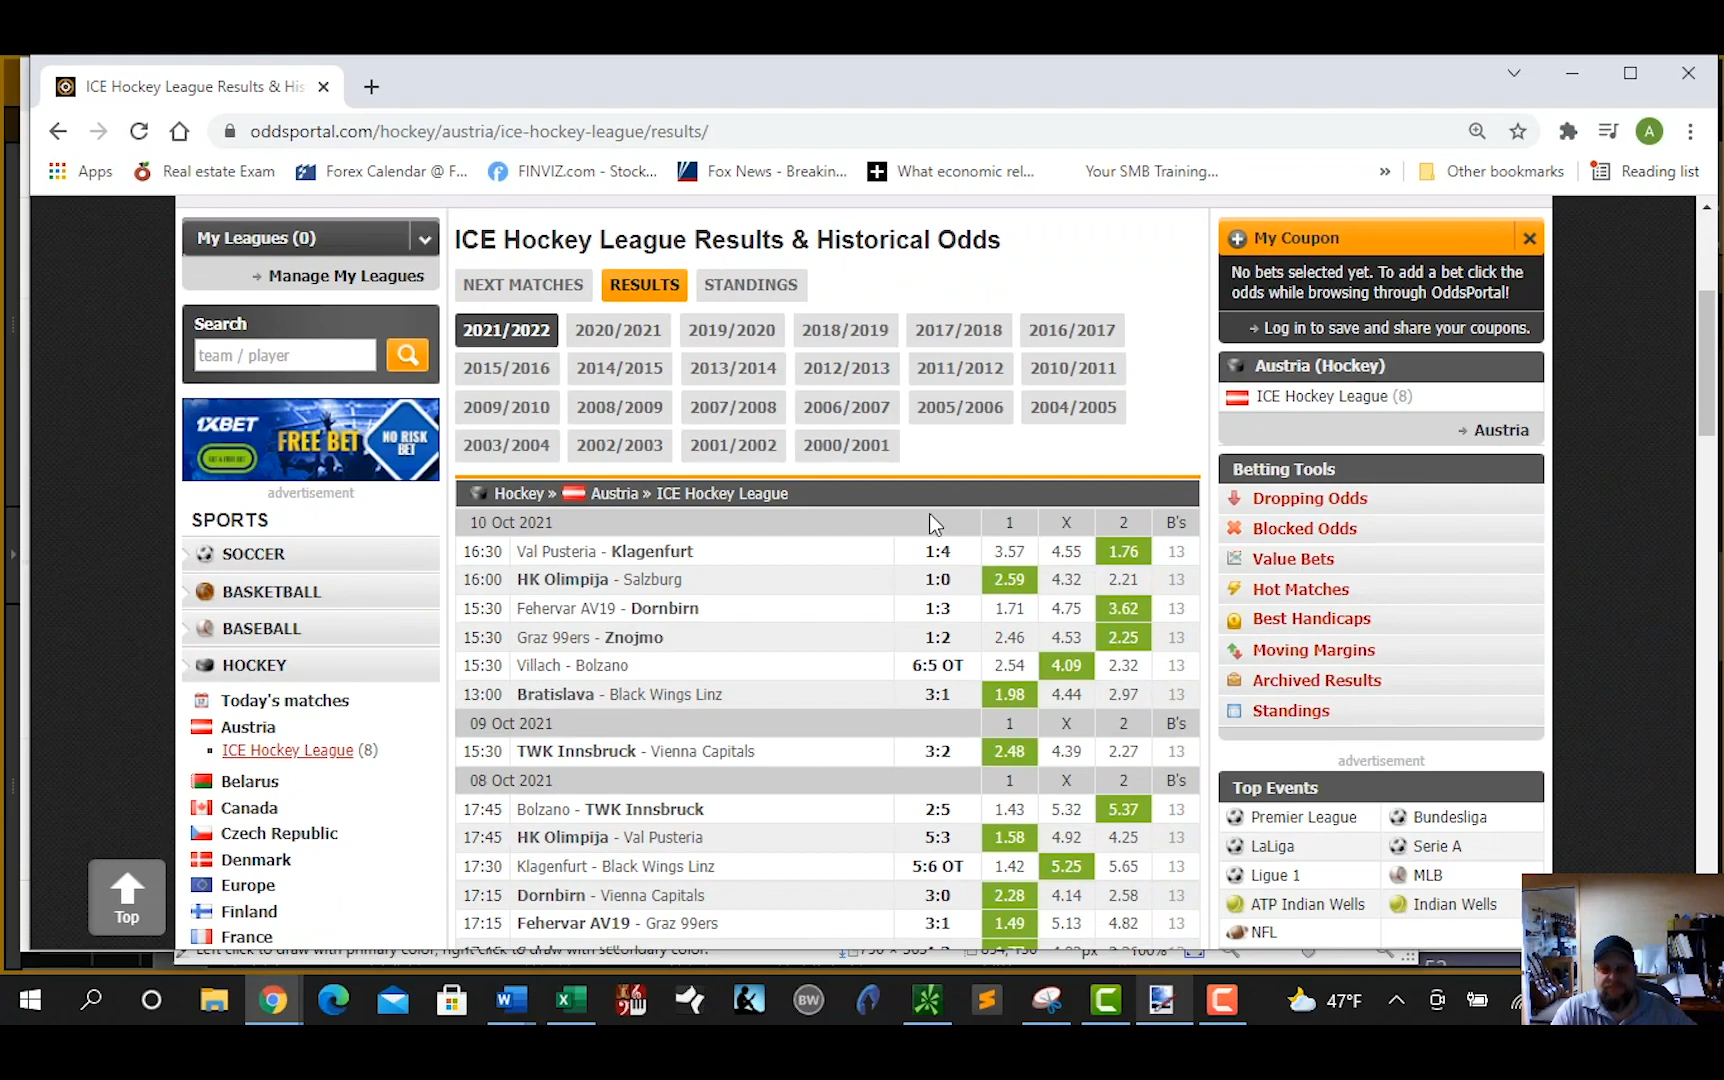 ICE Hockey League Results & His
oddsportal.com/hockey/austria/ice-hockey-league/results/
A
Apps
Real estate Exam
Forex Calendar @ F...
FINVIZ.com - Stock...
Fox News - Breakin...
What economic rel...
Your SMB Training...
»
Other bookmarks
Reading list
My Leagues (0)
Manage My Leagues
Search
team / player
1XBET
FREE BET
NO RISK BET
advertisement
SPORTS
SOCCER
BASKETBALL
BASEBALL
HOCKEY
Today's matches
Austria
ICE Hockey League (8)
Belarus
Canada
Czech Republic
Denmark
Europe
Finland
France
Top
ICE Hockey League Results & Historical Odds
NEXT MATCHES RESULTS STANDINGS
2021/2022 2020/2021 2019/2020 2018/2019 2017/2018 2016/2017
2015/2016 2014/2015 2013/2014 2012/2013 2011/2012 2010/2011
2009/2010 2008/2009 2007/2008 2006/2007 2005/2006 2004/2005
2003/2004 2002/2003 2001/2002 2000/2001
Hockey » Austria » ICE Hockey League
10 Oct 2021 1 X 2 B's
16:30 Val Pusteria - Klagenfurt 1:4 3.57 4.55 1.76 13
16:00 HK Olimpija - Salzburg 1:0 2.59 4.32 2.21 13
15:30 Fehervar AV19 - Dornbirn 1:3 1.71 4.75 3.62 13
15:30 Graz 99ers - Znojmo 1:2 2.46 4.53 2.25 13
15:30 Villach - Bolzano 6:5 OT 2.54 4.09 2.32 13
13:00 Bratislava - Black Wings Linz 3:1 1.98 4.44 2.97 13
09 Oct 2021 1 X 2 B's
15:30 TWK Innsbruck - Vienna Capitals 3:2 2.48 4.39 2.27 13
08 Oct 2021 1 X 2 B's
17:45 Bolzano - TWK Innsbruck 2:5 1.43 5.32 5.37 13
17:45 HK Olimpija - Val Pusteria 5:3 1.58 4.92 4.25 13
17:30 Klagenfurt - Black Wings Linz 5:6 OT 1.42 5.25 5.65 13
17:15 Dornbirn - Vienna Capitals 3:0 2.28 4.14 2.58 13
17:15 Fehervar AV19 - Graz 99ers 3:1 1.49 5.13 4.82 13
My Coupon
No bets selected yet. To add a bet click the
odds while browsing through OddsPortal!
Log in to save and share your coupons.
Austria (Hockey)
ICE Hockey League (8)
Austria
Betting Tools
Dropping Odds
Blocked Odds
Value Bets
Hot Matches
Best Handicaps
Moving Margins
Archived Results
Standings
advertisement
Top Events
Premier League Bundesliga
LaLiga Serie A
Ligue 1 MLB
ATP Indian Wells Indian Wells
NFL
BW
47°F